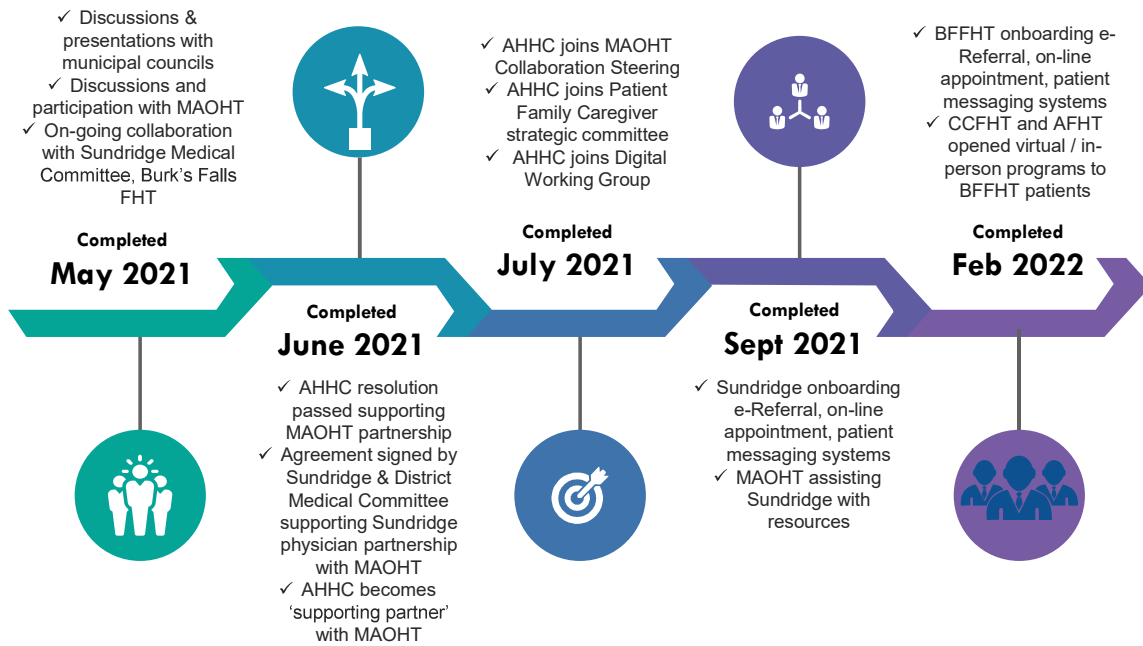 ✓ Discussions &
presentations with
municipal councils
✓ Discussions and
participation with MAOHT
✓ On-going collaboration
with Sundridge Medical
Committee, Burk's Falls
FHT
Completed
May 2021
Completed
June 2021
✓ AHHC resolution
passed supporting
MAOHT partnership
✓ Agreement signed by
Sundridge & District
Medical Committee
supporting Sundridge
physician partnership
with MAOHT
✓ AHHC becomes
‘supporting partner’
with MAOHT
✓ AHHC joins MAOHT
Collaboration Steering
✓ AHHC joins Patient
Family Caregiver
strategic committee
✓ AHHC joins Digital
Working Group
Completed
July 2021
Completed
Sept 2021
✓ Sundridge onboarding
e-Referral, on-line
appointment, patient
messaging systems
✓ MAOHT assisting
Sundridge with
resources
✓ BFFHT onboarding e-
Referral, on-line
appointment, patient
messaging systems
✓ CCFHT and AFHT
opened virtual / in-
person programs to
BFFHT patients
Completed
Feb 2022